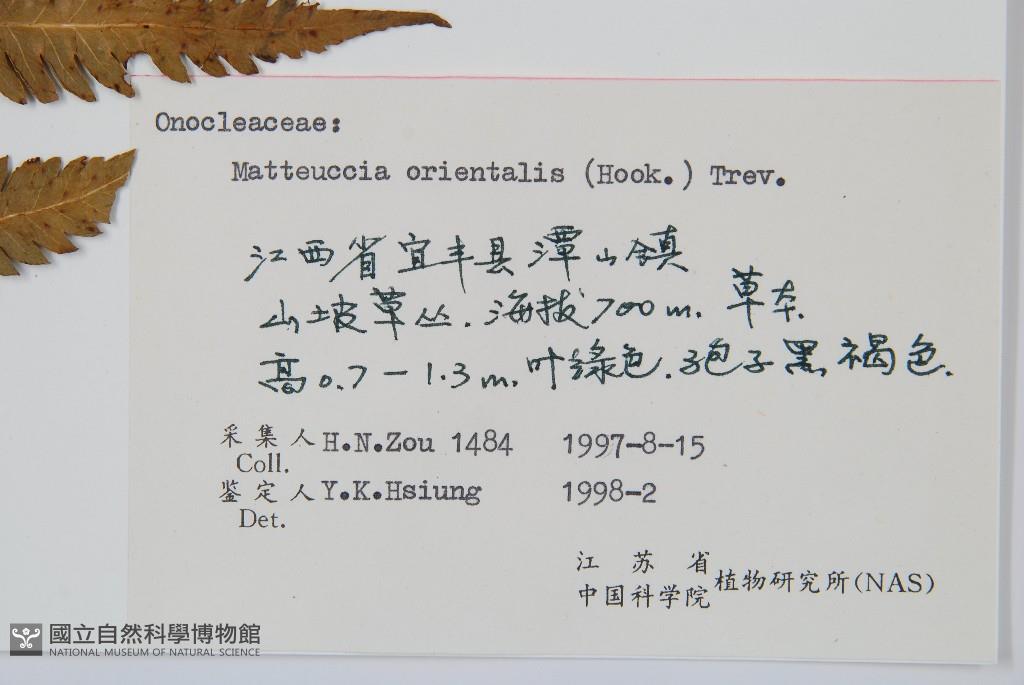 Onocleaceae:
Matteuccia orientalis (Hook.) Trev.
江西省宜丰县潭山鎮
山坡草丛. 海拔700m. 草本.
高0.7-1.3m. 叶綠色. 孢子黑褐色.
采集人 H.N.Zou 1484 1997-8-15
Coll.
鉴定人 Y.K.Hsiung 1998-2
Det.
江苏省
中国科学院植物研究所(NAS)
國立自然科學博物館
NATIONAL MUSEUM OF NATURAL SCIENCE